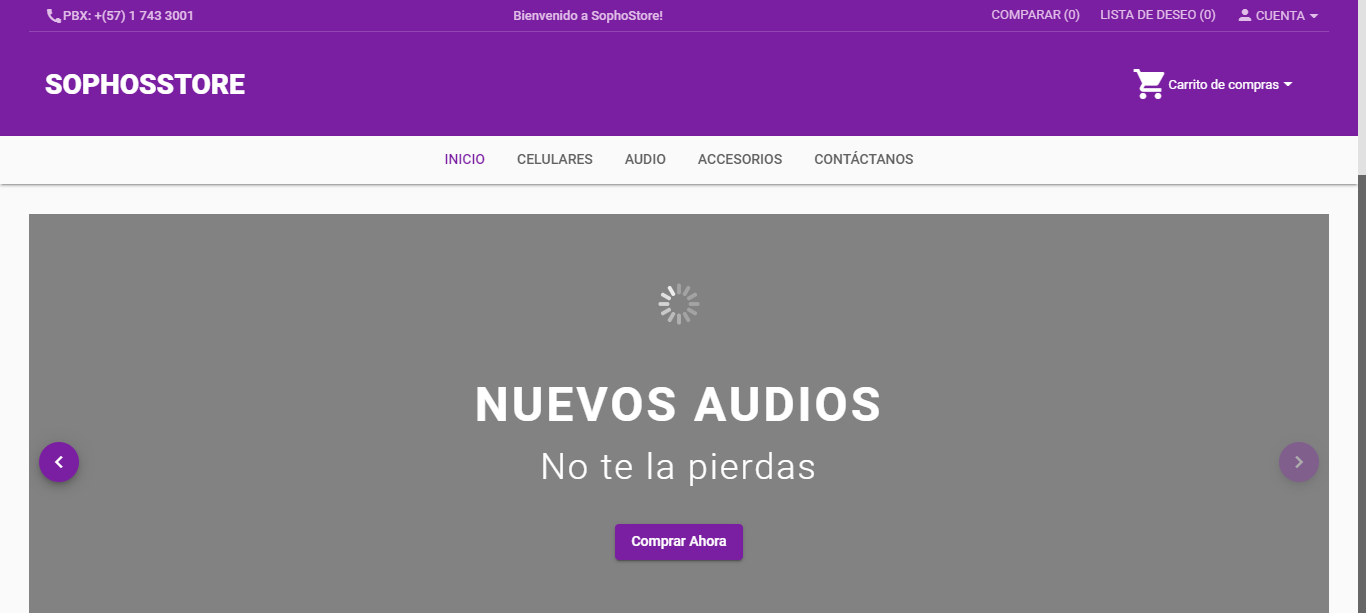 PBX: +(57) 1 743 3001
Bienvenido a SophoStore!
COMPARAR (0)
LISTA DE DESEO (0)
CUENTA
SOPHOSSTORE
Carrito de compras
INICIO
CELULARES
AUDIO
ACCESORIOS
CONTÁCTANOS
NUEVOS AUDIOS
No te la pierdas
Comprar Ahora